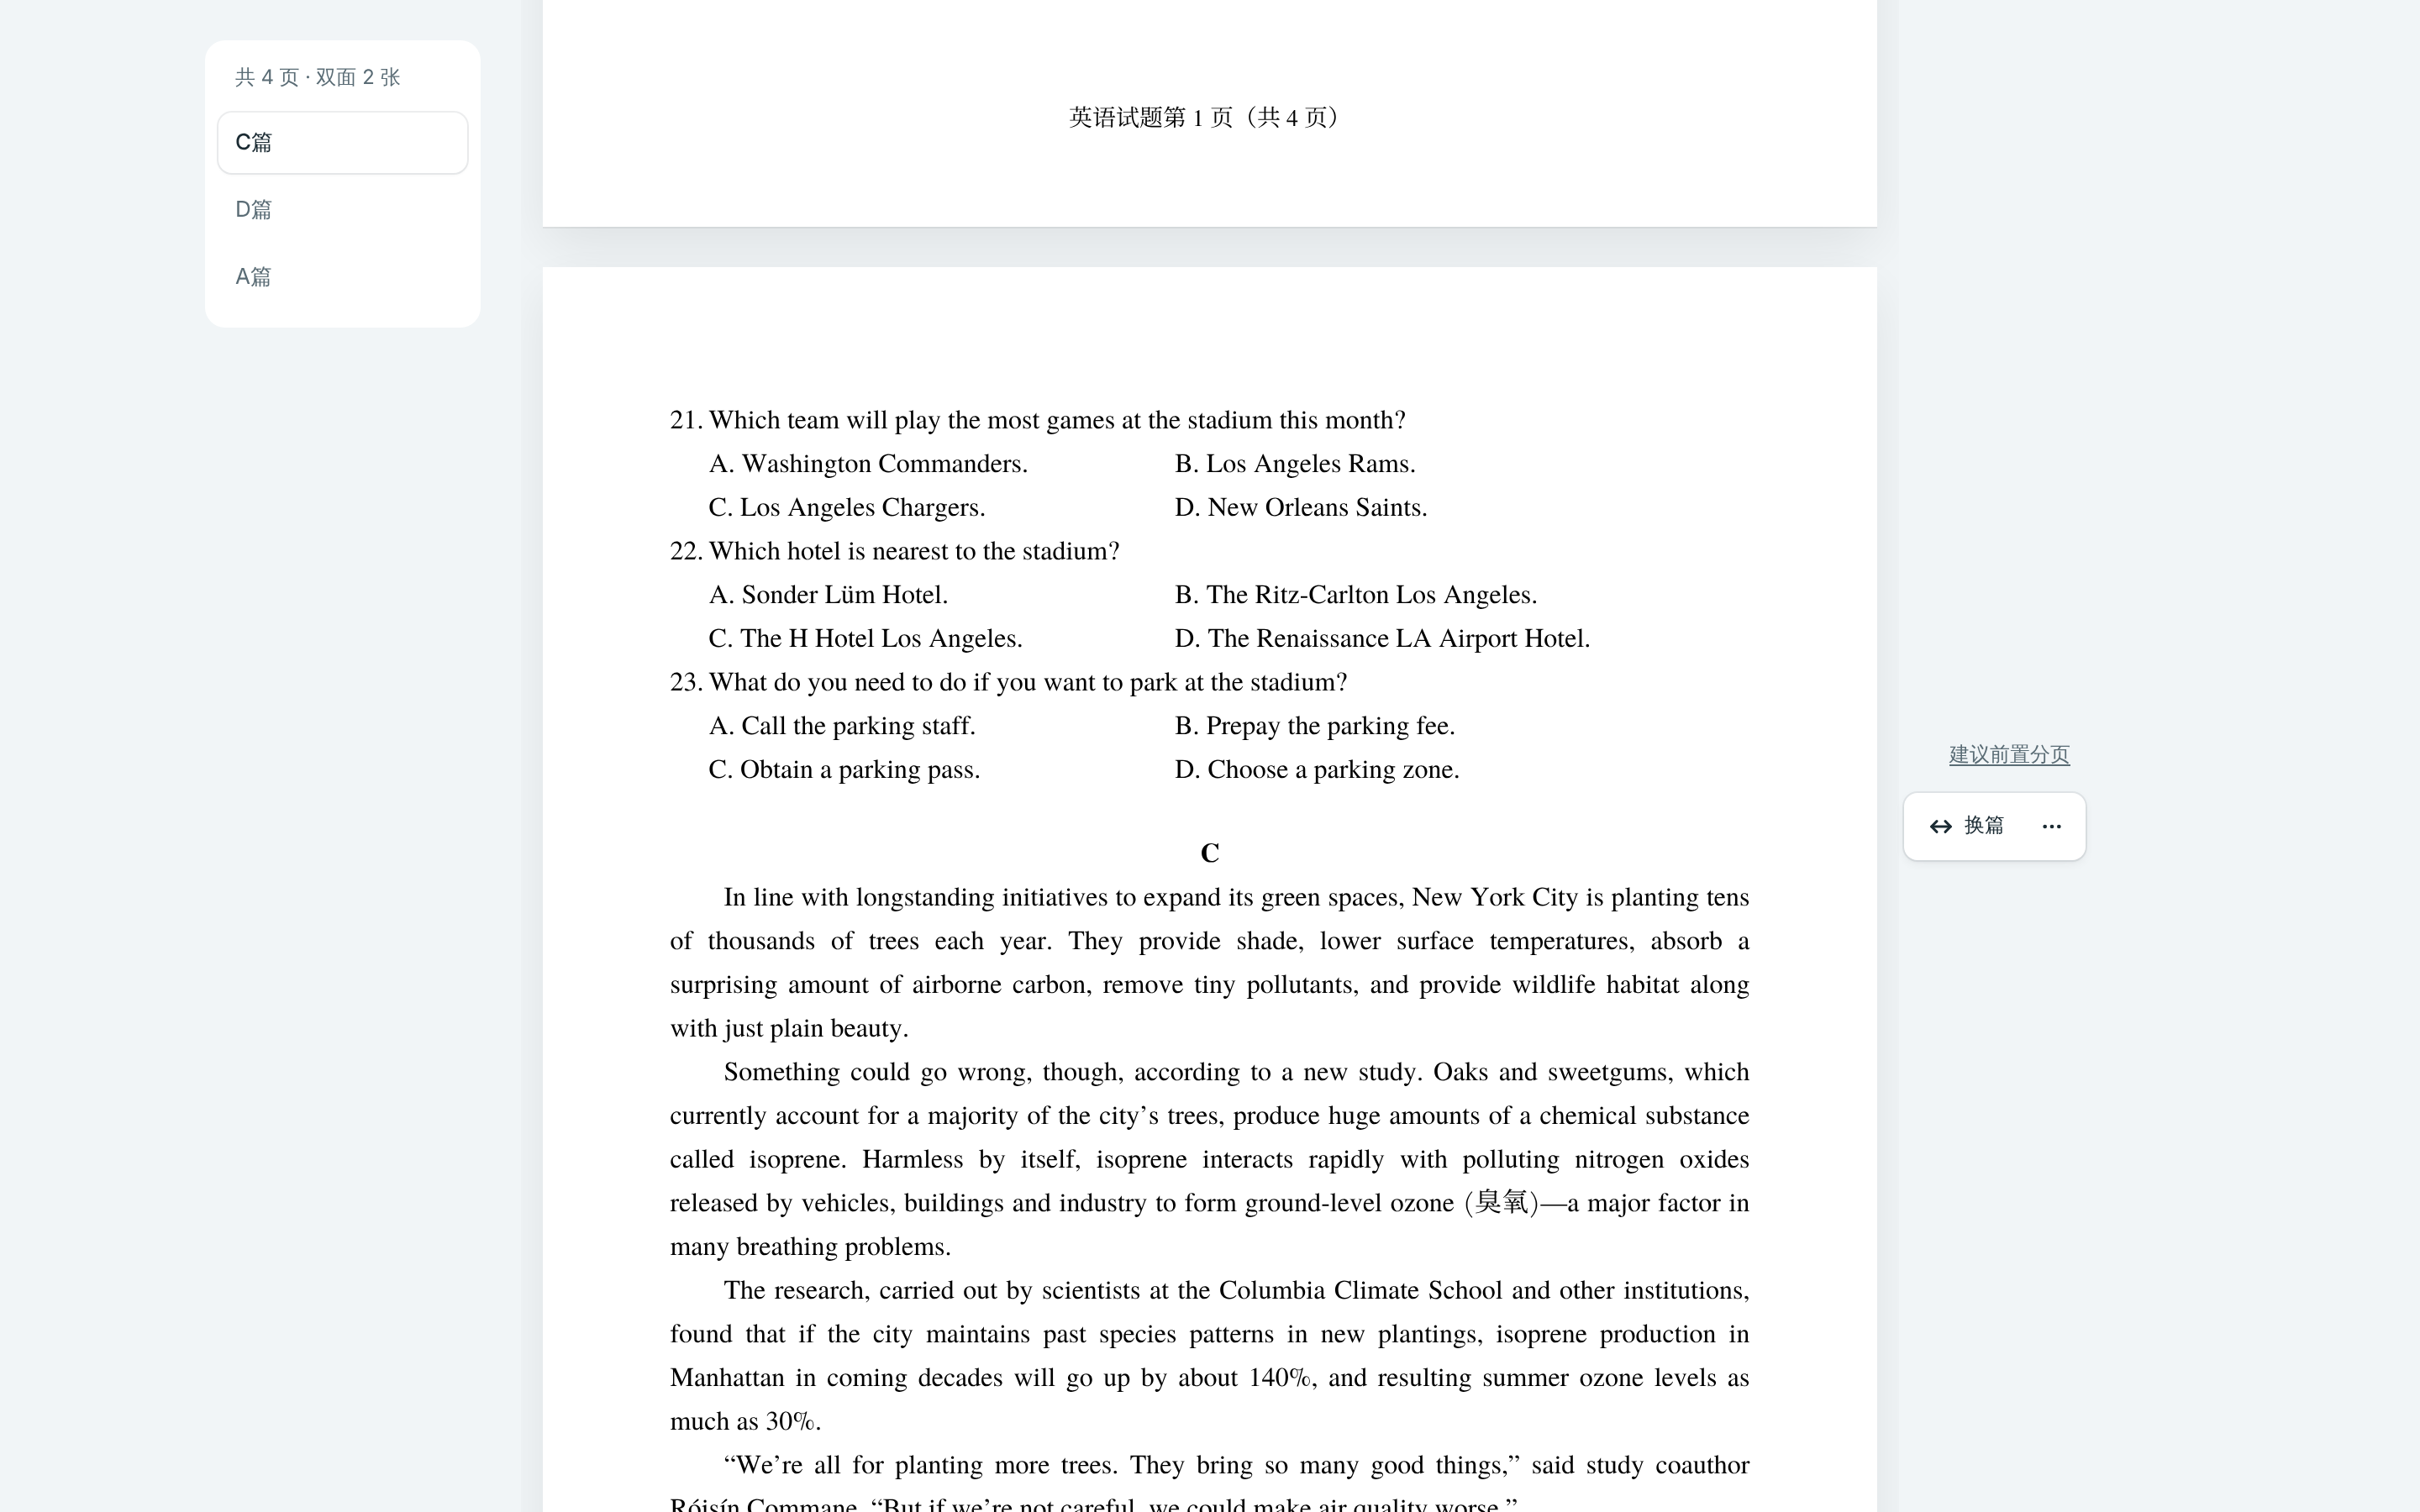 共 4 页 · 双面 2 张
C篇
D篇
A篇
英语试题第 1 页（共 4 页）
21. Which team will play the most games at the stadium this month?
A. Washington Commanders. B. Los Angeles Rams.
C. Los Angeles Chargers. D. New Orleans Saints.
22. Which hotel is nearest to the stadium?
A. Sonder Lüm Hotel. B. The Ritz-Carlton Los Angeles.
C. The H Hotel Los Angeles. D. The Renaissance LA Airport Hotel.
23. What do you need to do if you want to park at the stadium?
A. Call the parking staff. B. Prepay the parking fee.
C. Obtain a parking pass. D. Choose a parking zone.
建议前置分页
换篇 ···
C
In line with longstanding initiatives to expand its green spaces, New York City is planting tens
of thousands of trees each year. They provide shade, lower surface temperatures, absorb a
surprising amount of airborne carbon, remove tiny pollutants, and provide wildlife habitat along
with just plain beauty.
Something could go wrong, though, according to a new study. Oaks and sweetgums, which
currently account for a majority of the city’s trees, produce huge amounts of a chemical substance
called isoprene. Harmless by itself, isoprene interacts rapidly with polluting nitrogen oxides
released by vehicles, buildings and industry to form ground-level ozone (臭氧)—a major factor in
many breathing problems.
The research, carried out by scientists at the Columbia Climate School and other institutions,
found that if the city maintains past species patterns in new plantings, isoprene production in
Manhattan in coming decades will go up by about 140%, and resulting summer ozone levels as
much as 30%.
“We’re all for planting more trees. They bring so many good things,” said study coauthor
Róisín Commane. “But if we’re not careful, we could make air quality worse.”